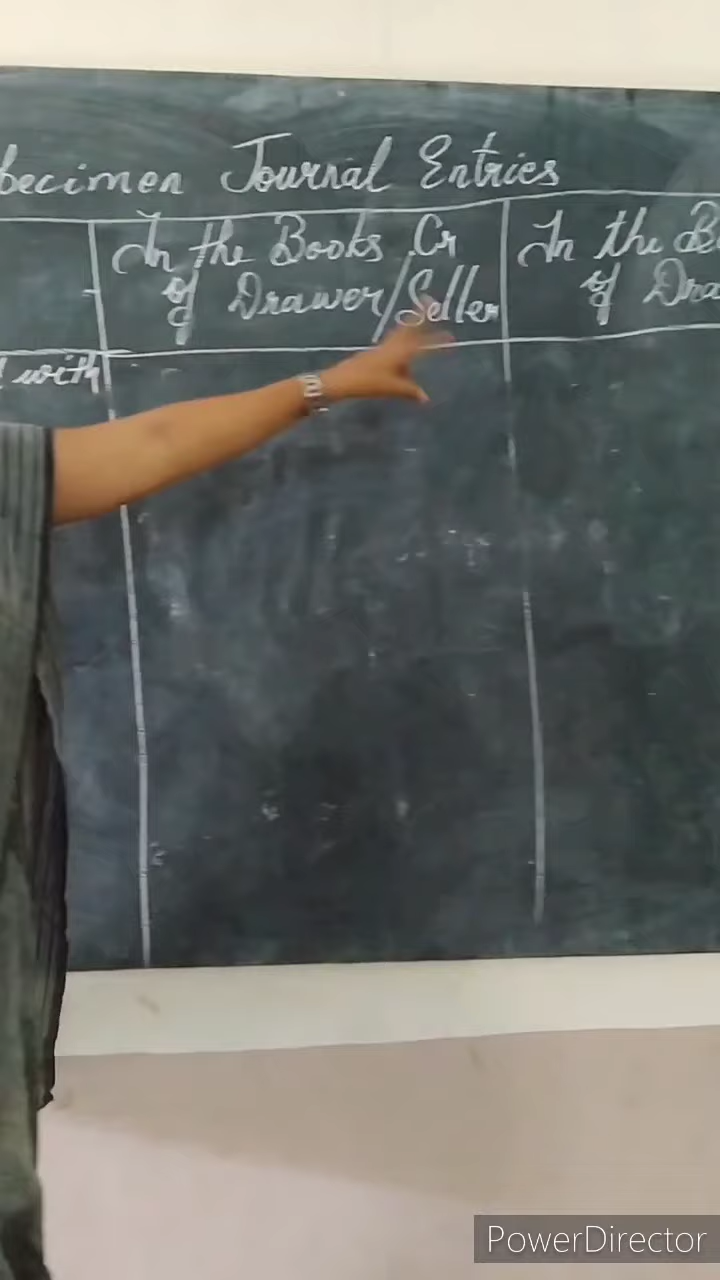 becimen Journal Entries
In the Books Cr
of Drawer/Seller
In the B
of Dra
with
PowerDirector